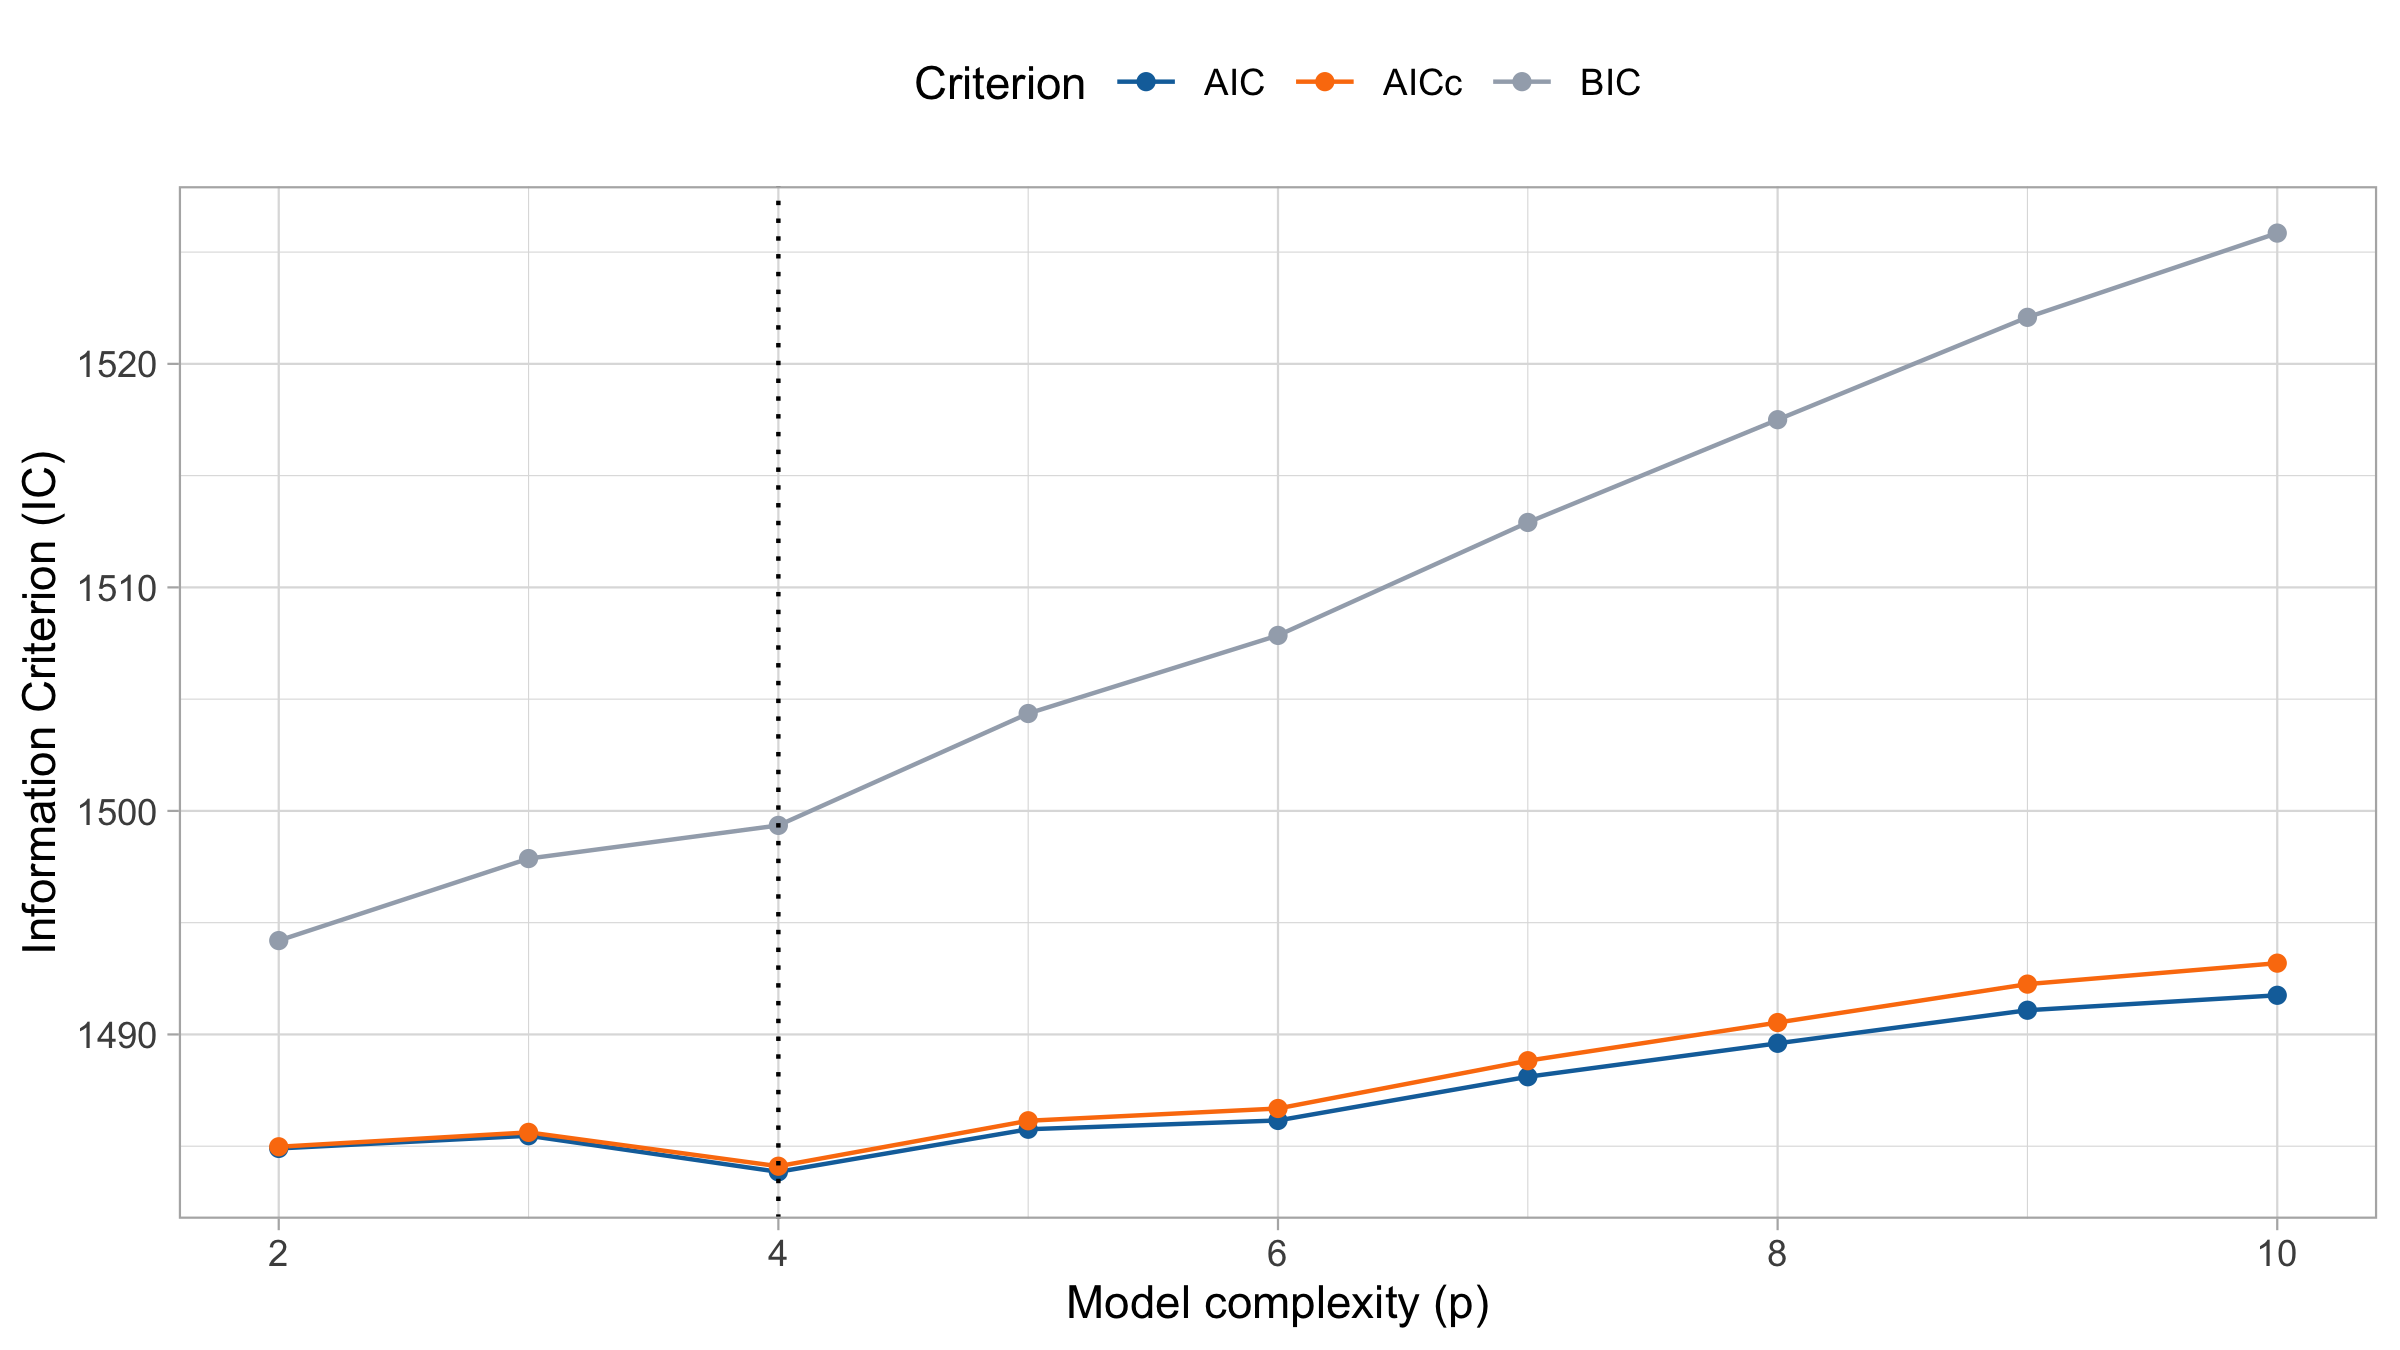 Criterion AIC AICc BIC
Information Criterion (IC)
1520
1510
1500
1490
2 4 6 8 10
Model complexity (p)